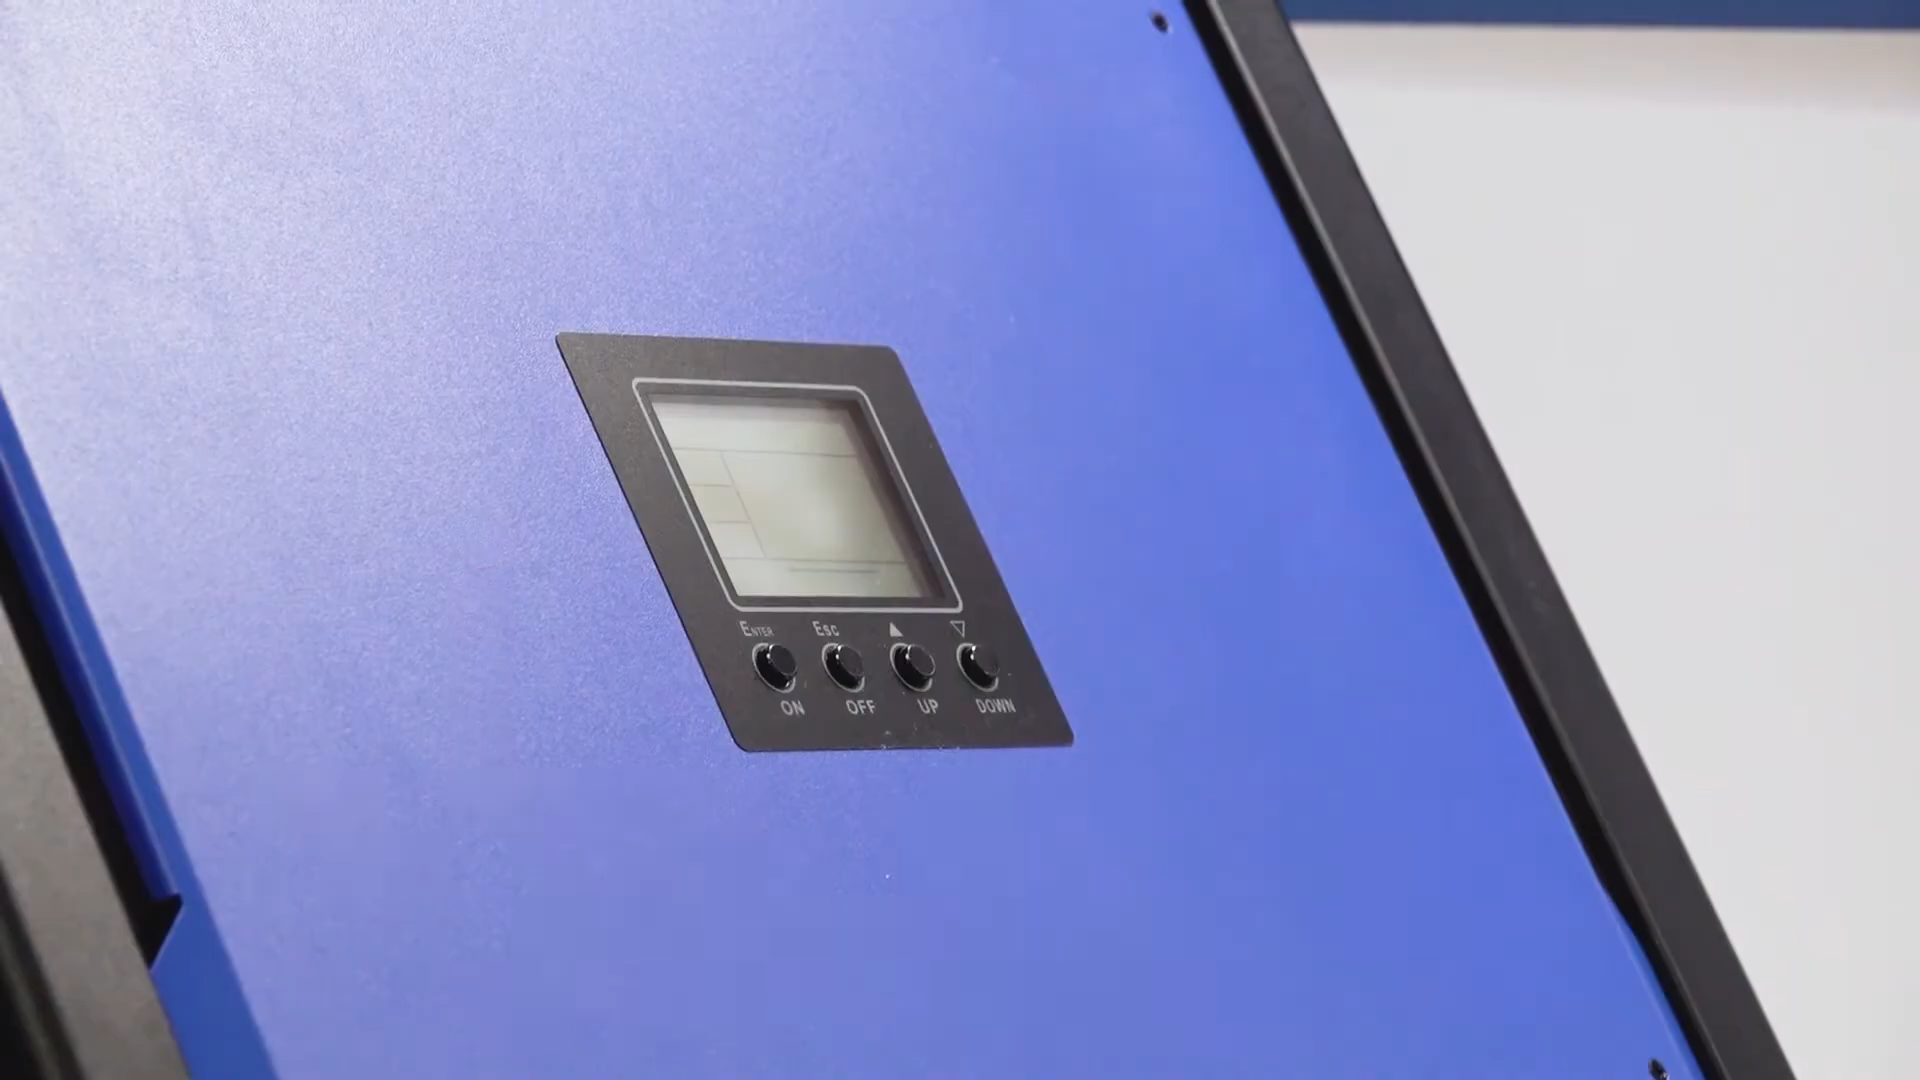 ENTER ESC ▲ ▽
ON OFF UP DOWN